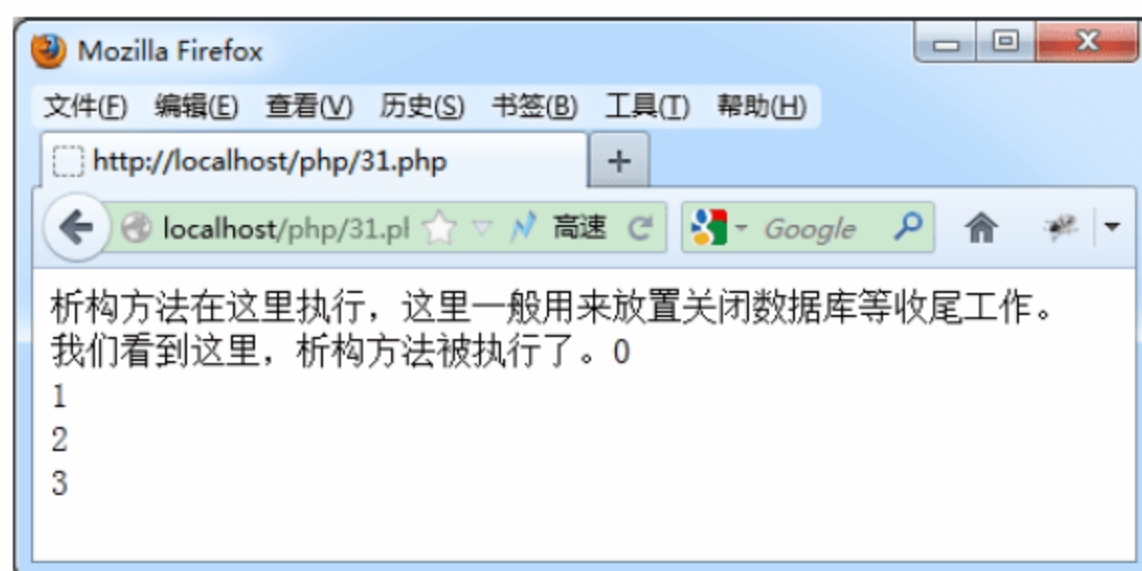 Mozilla Firefox
文件(F) 编辑(E) 查看(V) 历史(S) 书签(B) 工具(T) 帮助(H)
http://localhost/php/31.php
localhost/php/31.pl 高速 Google
析构方法在这里执行，这里一般用来放置关闭数据库等收尾工作。
我们看到这里，析构方法被执行了。0
1
2
3